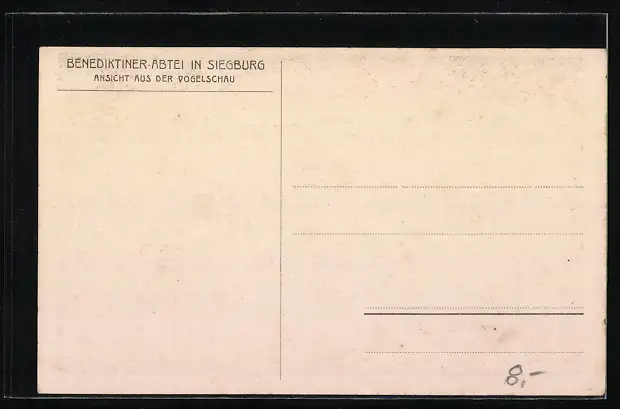 BENEDIKTINER-ABTEI IN SIEGBURG
ANSICHT AUS DER VOGELSCHAU
8,-